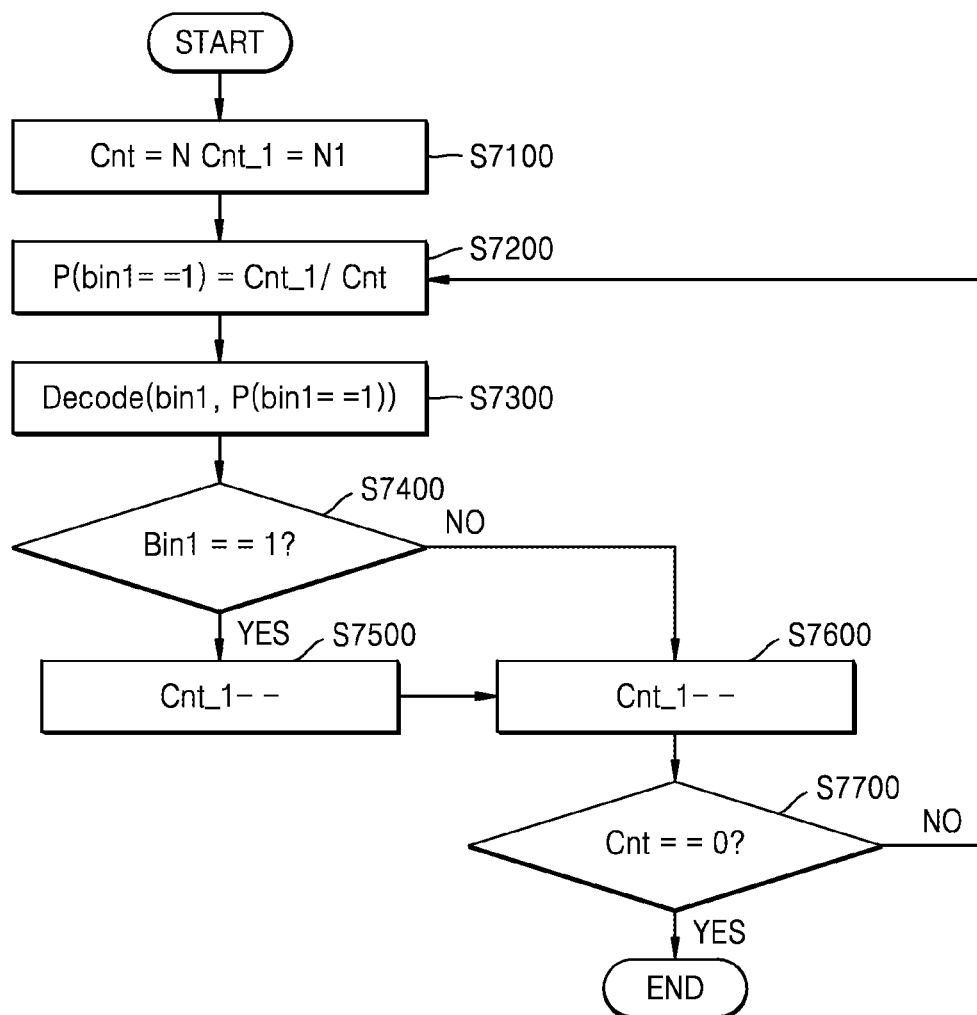 START
Cnt = N Cnt_1 = N1
S7100
S7200
P(bin1= =1) = Cnt_1/ Cnt
Decode(bin1, P(bin1= =1))
S7300
S7400
NO
Bin1 = = 1?
YES
S7500
S7600
Cnt_1– –
Cnt_1– –
S7700
NO
Cnt = = 0?
YES
END